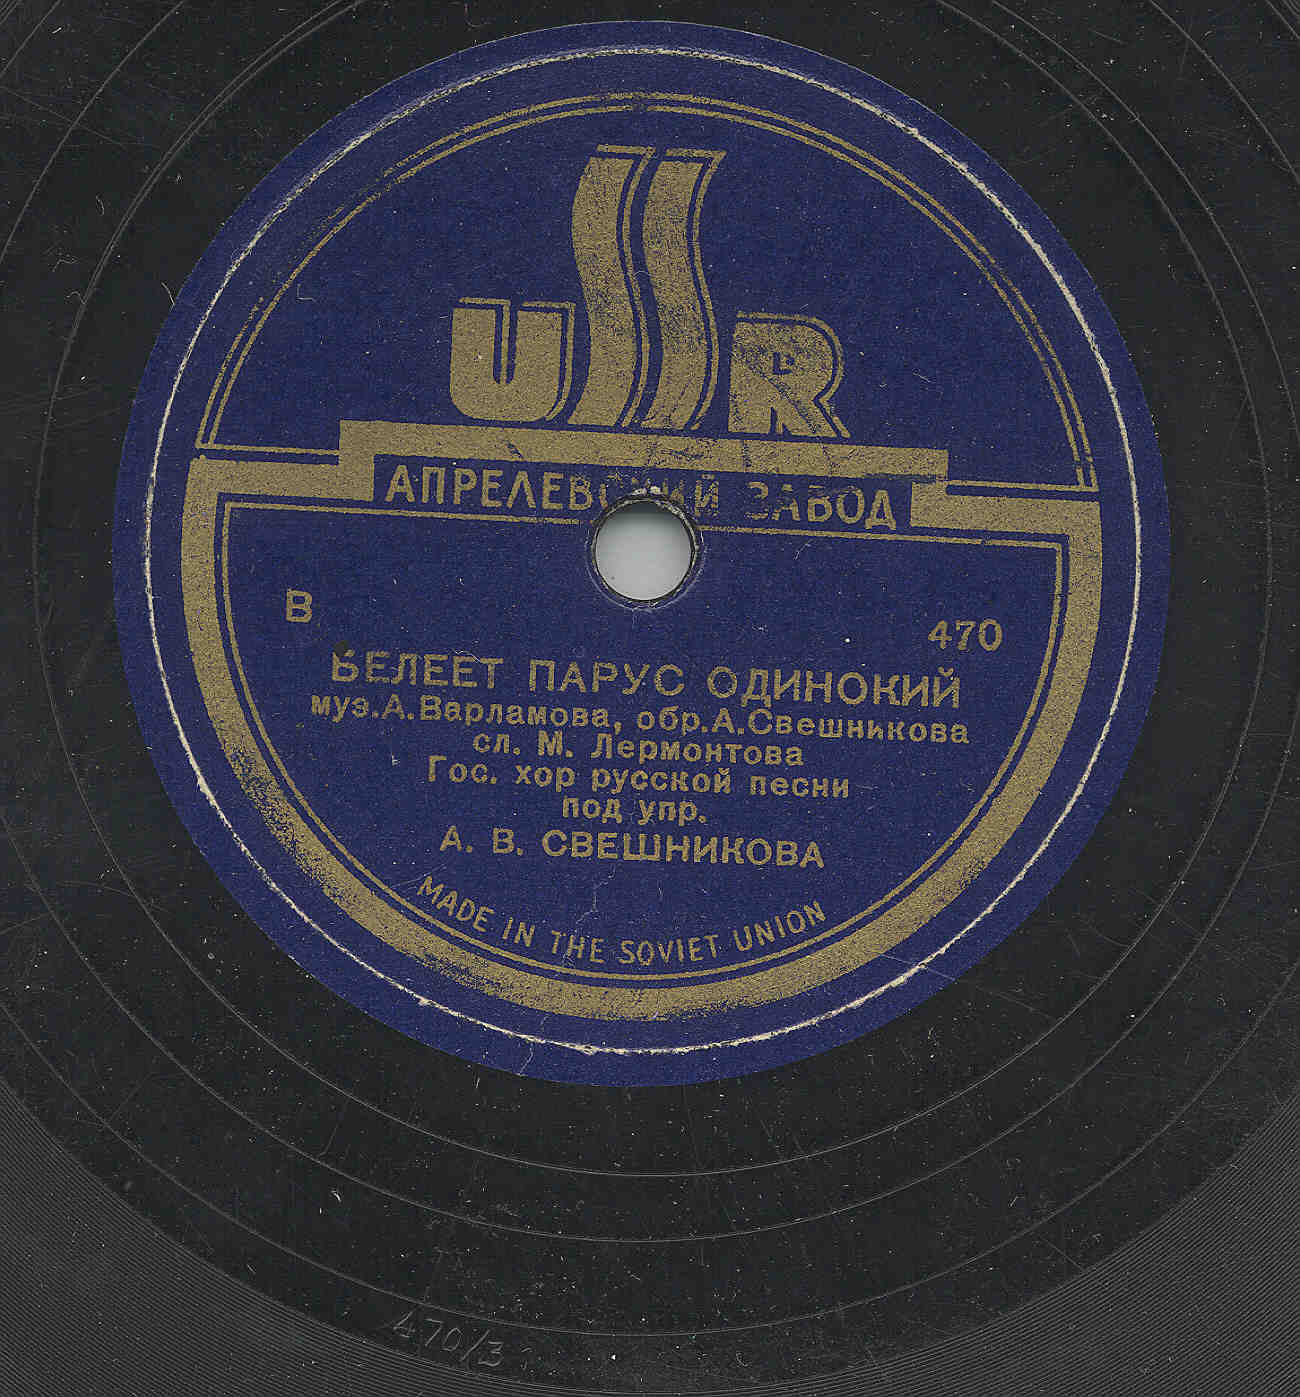 USSR
АПРЕЛЕВСКИЙ ЗАВОД
В 470
БЕЛЕЕТ ПАРУС ОДИНОКИЙ
муз.А.Варламова, обр.А.Свешникова
сл. М. Лермонтова
Гос. хор русской песни
под упр.
А. В. СВЕШНИКОВА
MADE IN THE SOVIET UNION
470/3